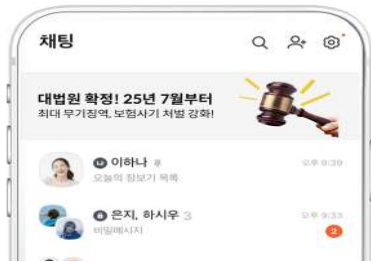 채팅
대법원 확정! 25년 7월부터
최대 무기징역, 보험사기 처벌 강화!
이하나
오후 9:39
오늘의 장보기 목록
은지, 하시우 3
오후 9:33
비밀메시지
2